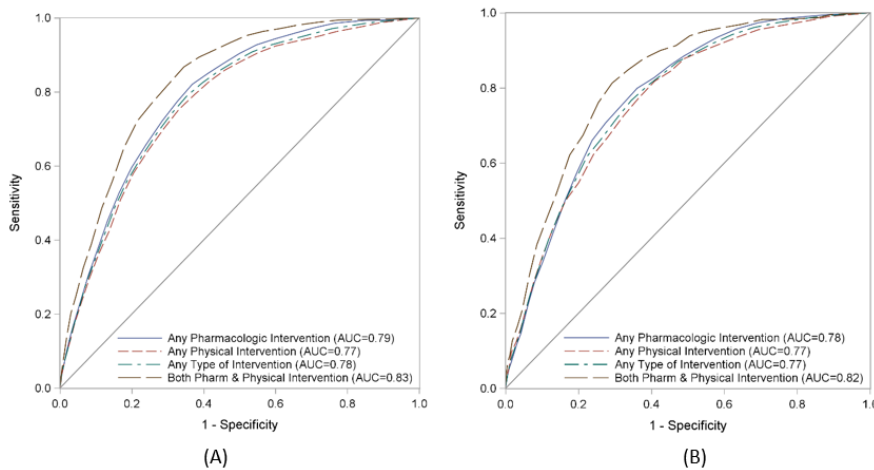 1.0
0.8
0.6
0.4
0.2
0.0
Sensitivity
Any Pharmacologic Intervention (AUC=0.79)
Any Physical Intervention (AUC=0.77)
Any Type of Intervention (AUC=0.78)
Both Pharm & Physical Intervention (AUC=0.83)
0.0 0.2 0.4 0.6 0.8 1.0
1 - Specificity
(A)
1.0
0.8
0.6
0.4
0.2
0.0
Sensitivity
Any Pharmacologic Intervention (AUC=0.78)
Any Physical Intervention (AUC=0.77)
Any Type of Intervention (AUC=0.77)
Both Pharm & Physical Intervention (AUC=0.82)
0.0 0.2 0.4 0.6 0.8 1.0
1 - Specificity
(B)